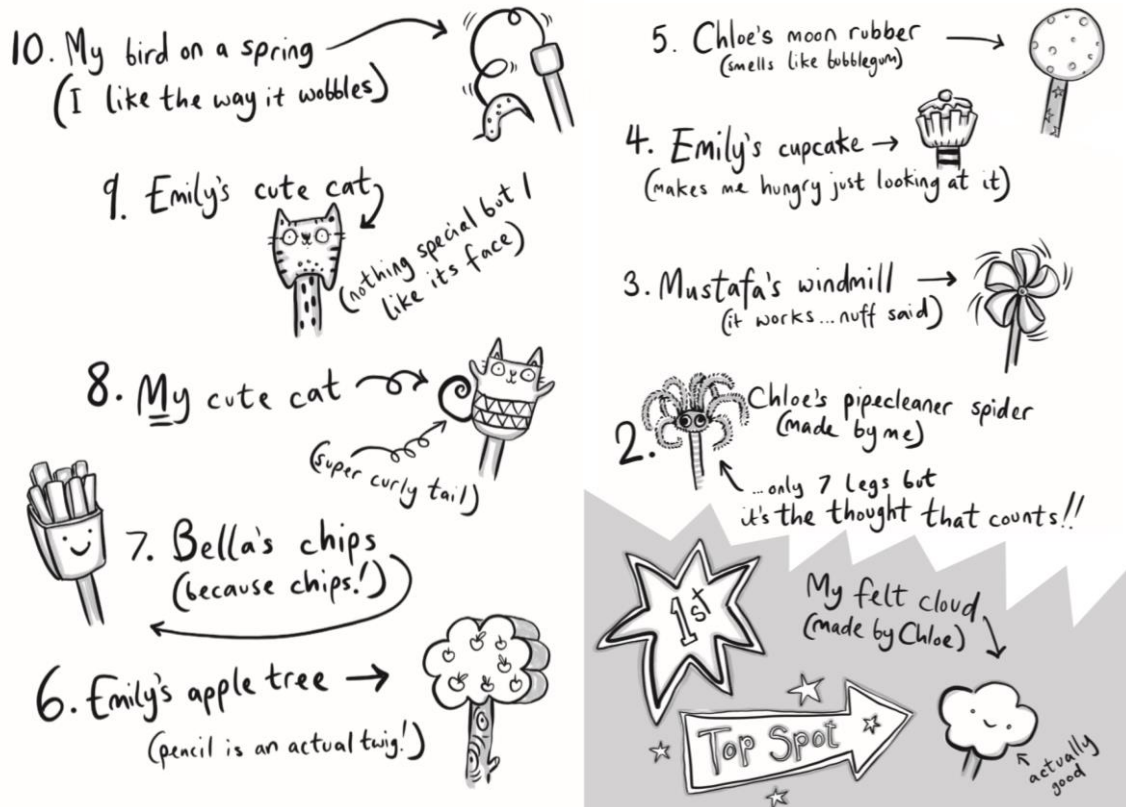 10. My bird on a spring
(I like the way it wobbles)
9. Emily's cute cat
(nothing special but I
like its face)
8. My cute cat
(super curly tail)
7. Bella's chips
(because chips!)
6. Emily's apple tree
(pencil is an actual twig!)
5. Chloe's moon rubber
(smells like bubblegum)
4. Emily's cupcake
(makes me hungry just looking at it)
3. Mustafa's windmill
(it works...nuff said)
2. Chloe's pipecleaner spider
(made by me)
...only 7 legs but
it's the thought that counts!!
1st
My felt cloud
(made by Chloe)
Top Spot
actually
good